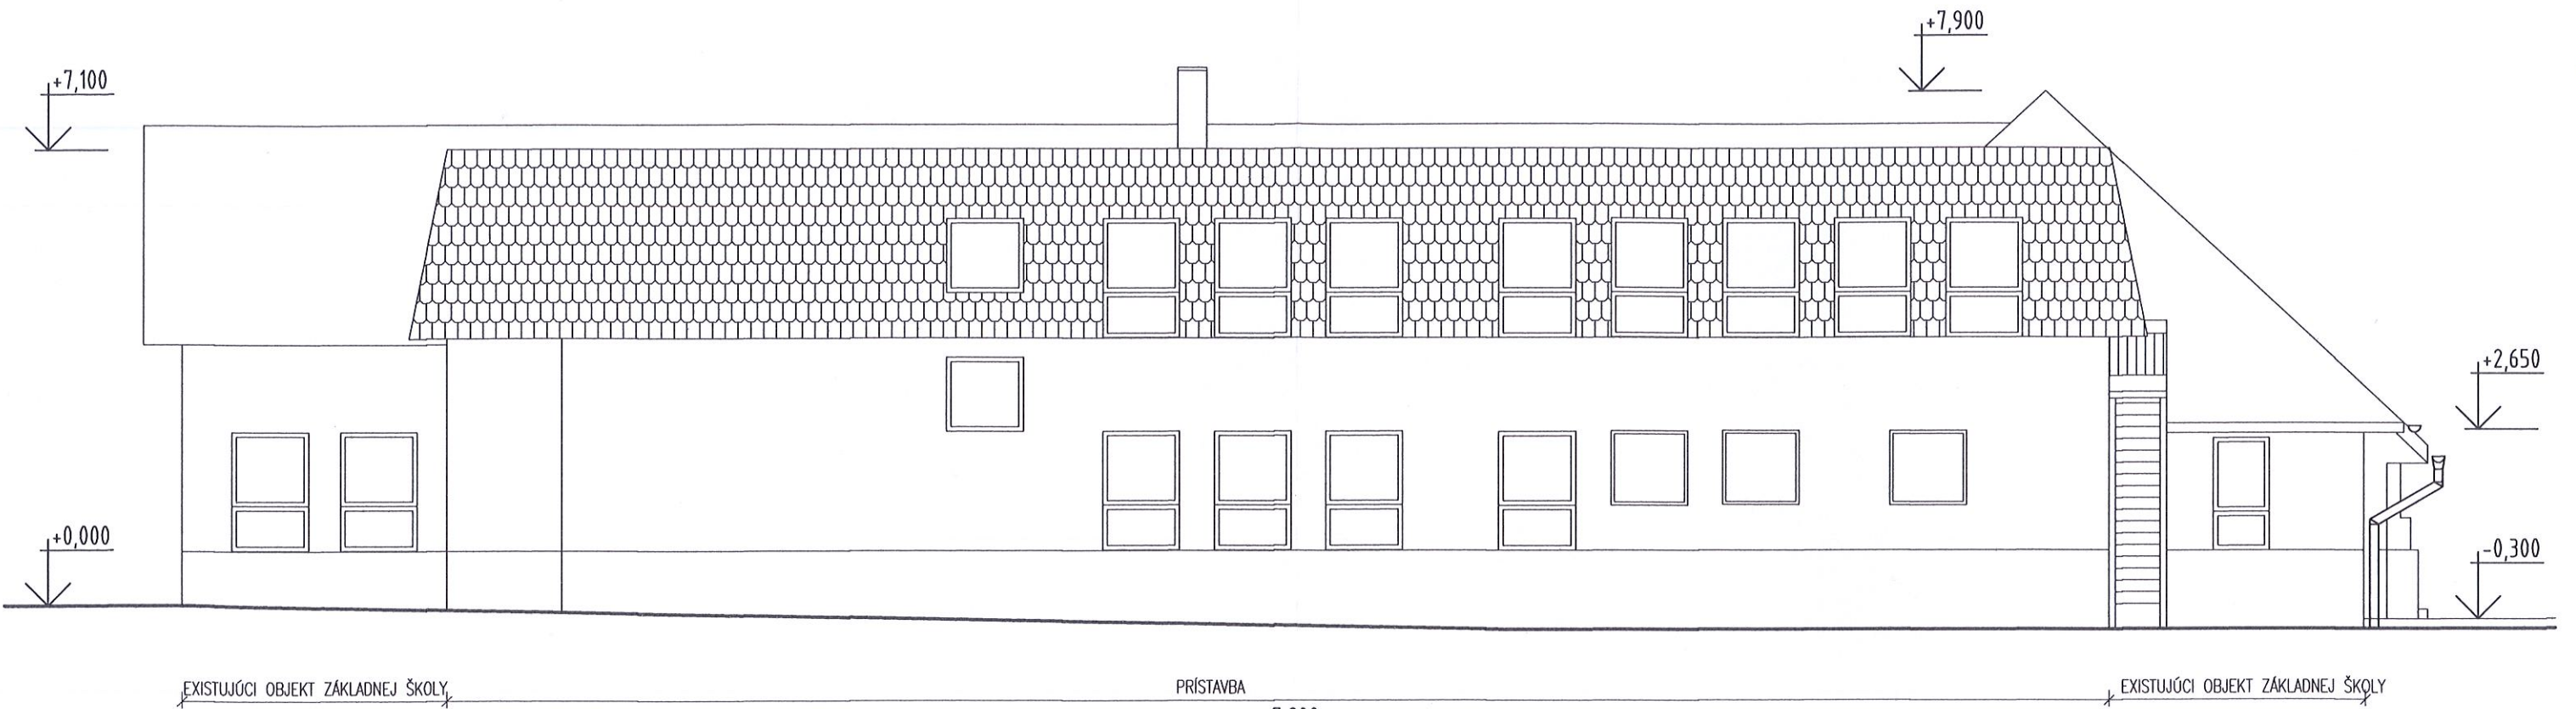 +7,900
+7,100
+2,650
+0,000
-0,300
EXISTUJÚCI OBJEKT ZÁKLADNEJ ŠKOLY
PRÍSTAVBA
EXISTUJÚCI OBJEKT ZÁKLADNEJ ŠKOLY